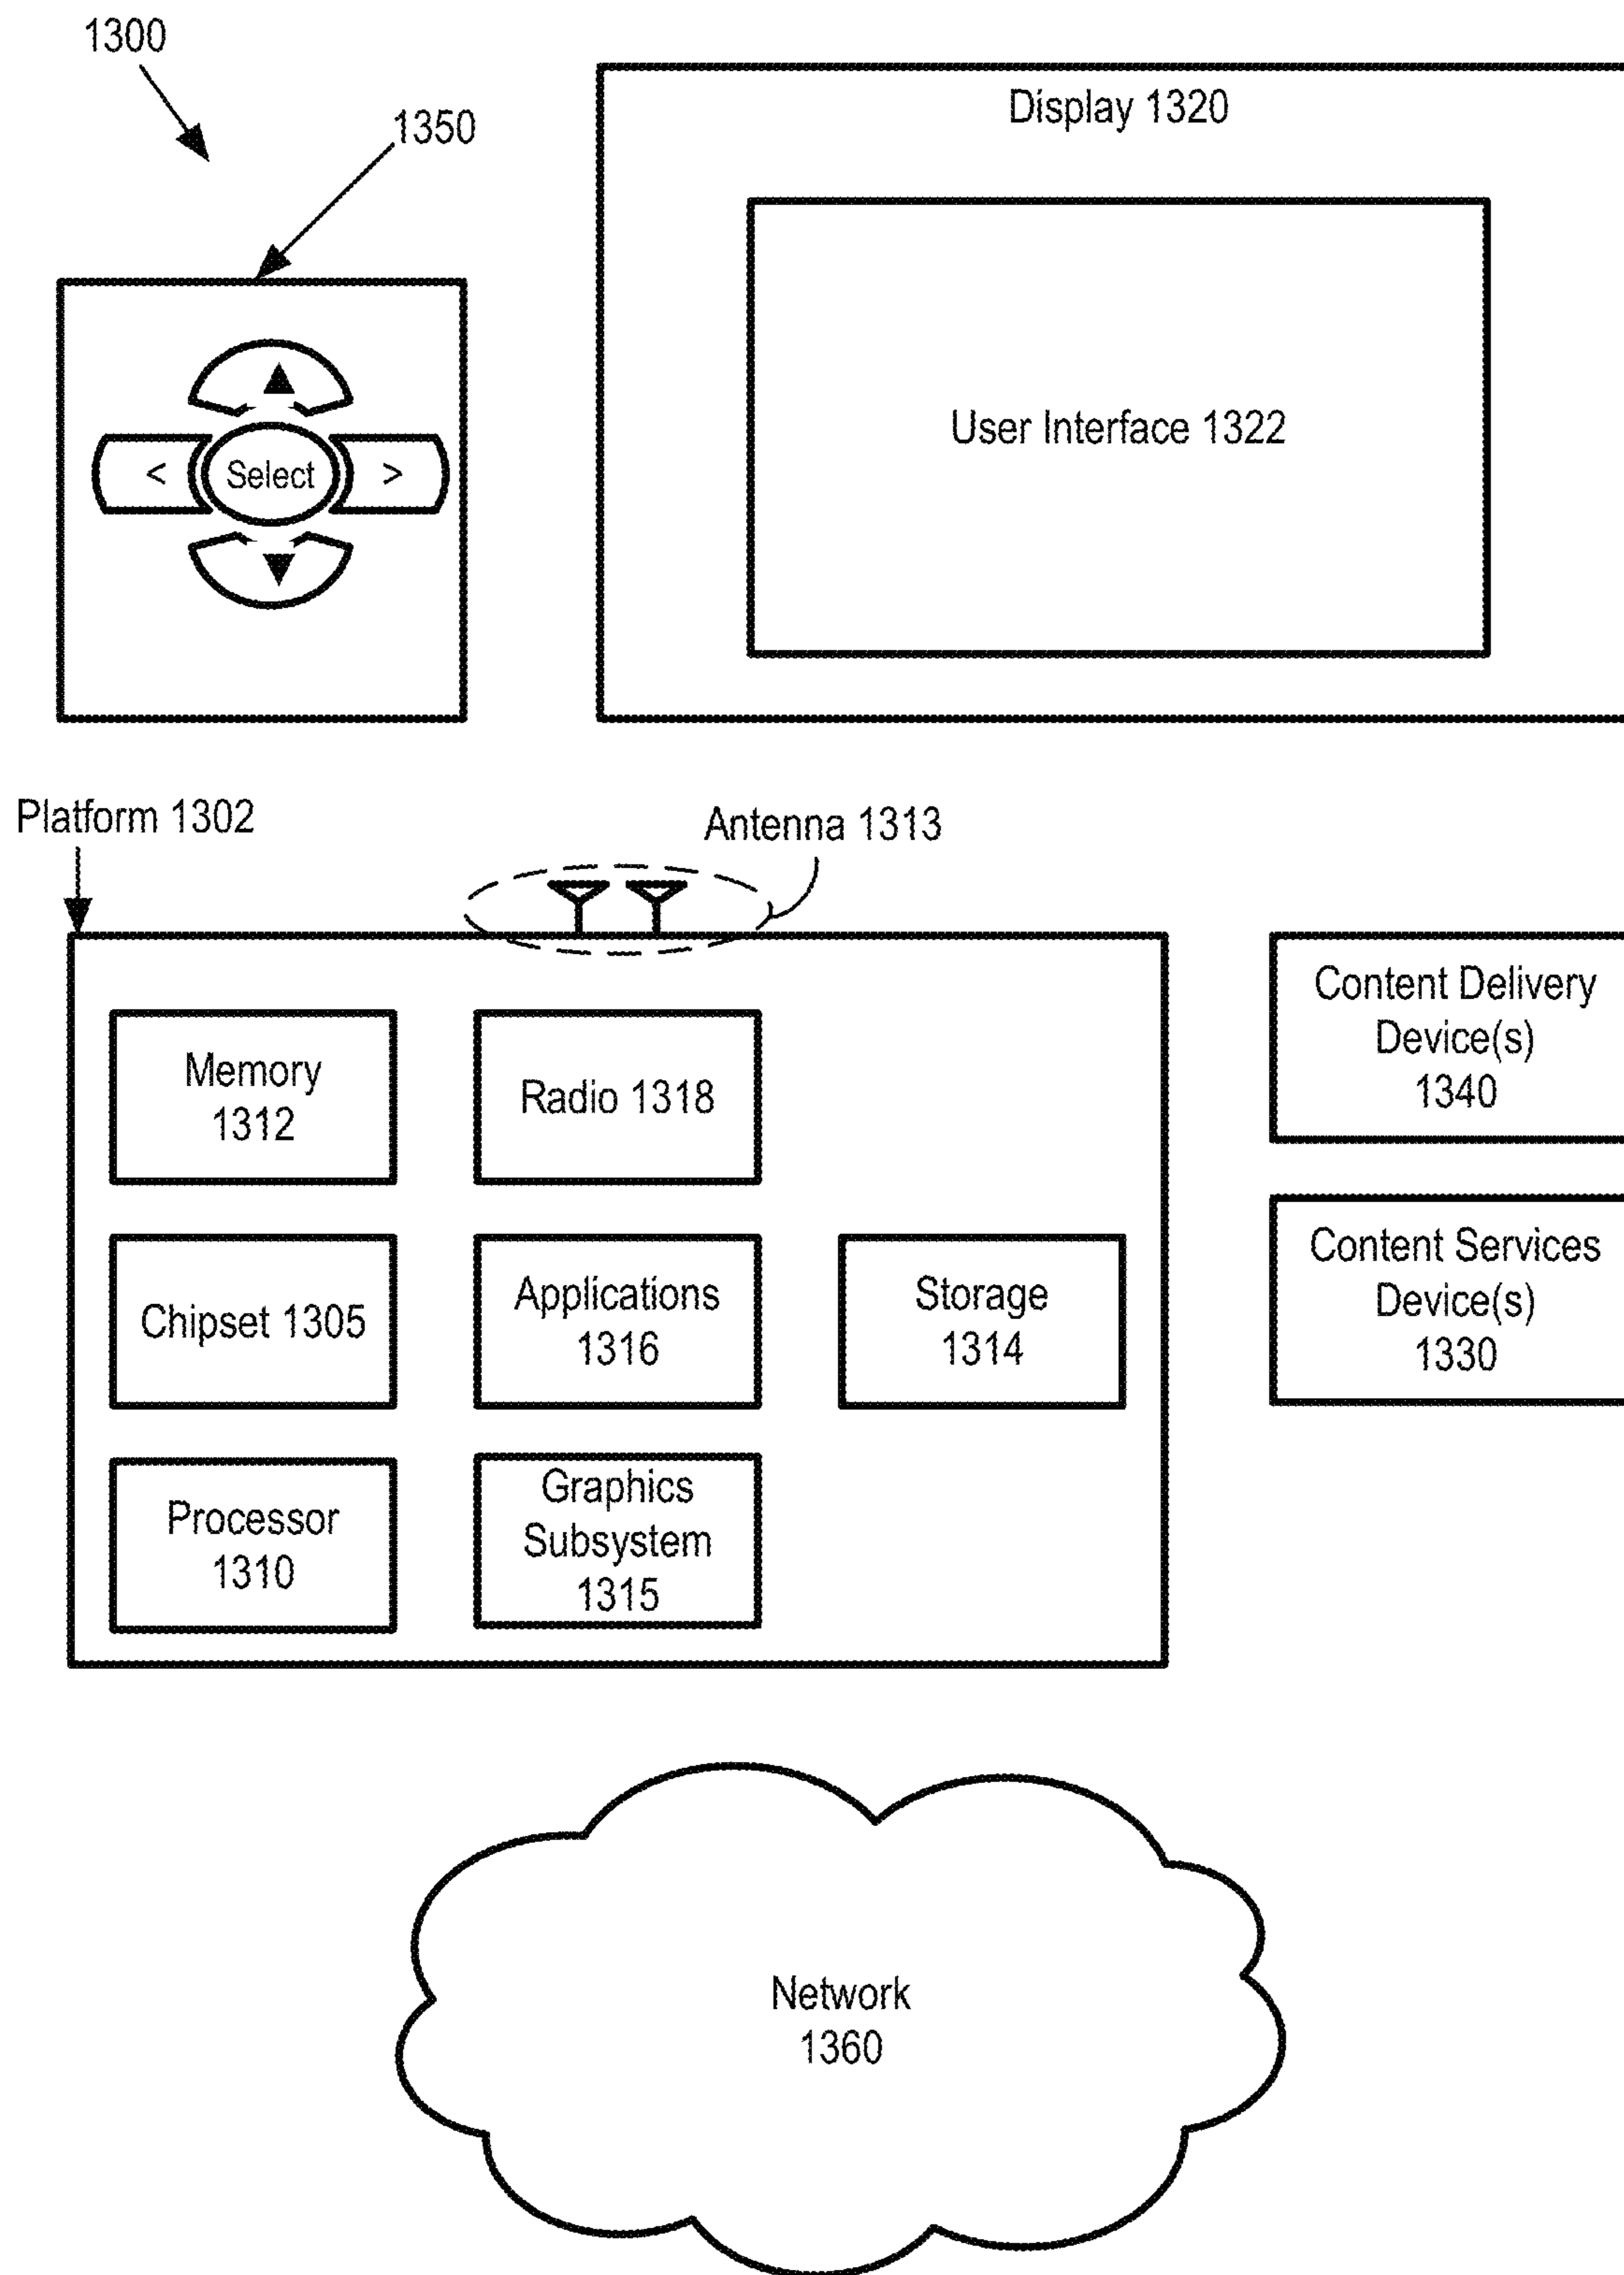 1300
1350
Display 1320
User Interface 1322
<
Select
>
Platform 1302
Antenna 1313
Memory
1312
Radio 1318
Chipset 1305
Applications
1316
Storage
1314
Processor
1310
Graphics
Subsystem
1315
Content Delivery
Device(s)
1340
Content Services
Device(s)
1330
Network
1360